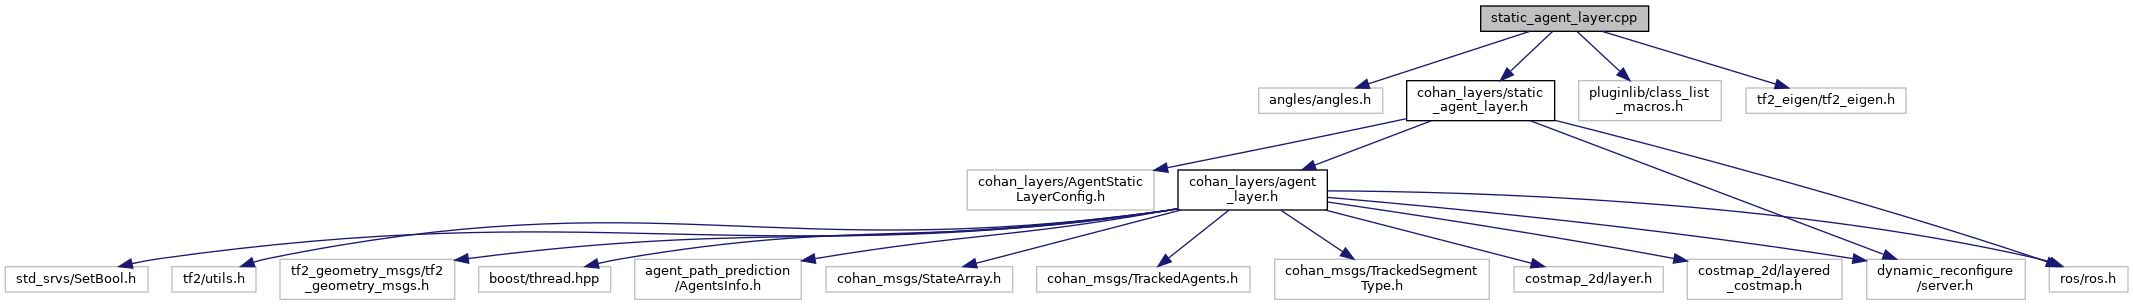 static_agent_layer.cpp
angles/angles.h
cohan_layers/static
_agent_layer.h
pluginlib/class_list
_macros.h
tf2_eigen/tf2_eigen.h
cohan_layers/AgentStatic
LayerConfig.h
cohan_layers/agent
_layer.h
std_srvs/SetBool.h
tf2/utils.h
tf2_geometry_msgs/tf2
_geometry_msgs.h
boost/thread.hpp
agent_path_prediction
/AgentsInfo.h
cohan_msgs/StateArray.h
cohan_msgs/TrackedAgents.h
cohan_msgs/TrackedSegment
Type.h
costmap_2d/layer.h
costmap_2d/layered
_costmap.h
dynamic_reconfigure
/server.h
ros/ros.h